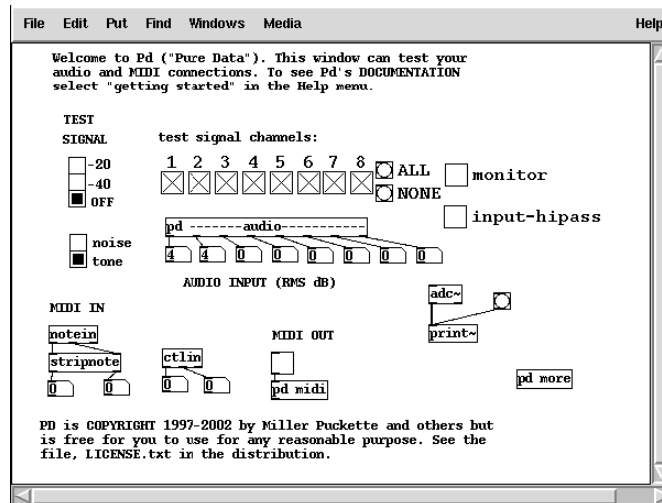 File Edit Put Find Windows Media Help
Welcome to Pd ("Pure Data"). This window can test your
audio and MIDI connections. To see Pd's DOCUMENTATION
select "getting started" in the Help menu.
TEST
SIGNAL
-20
-40
OFF
test signal channels:
1 2 3 4 5 6 7 8
ALL
NONE
monitor
input-hipass
noise
tone
pd ------audio-------------
4 4 0 0 0 0 0 0
AUDIO INPUT (RMS dB)
adc~
print~
MIDI IN
notein
stripnote
0 0
ctlin
0 0
MIDI OUT
pd midi
pd more
PD is COPYRIGHT 1997-2002 by Miller Puckette and others but
is free for you to use for any reasonable purpose. See the
file, LICENSE.txt in the distribution.